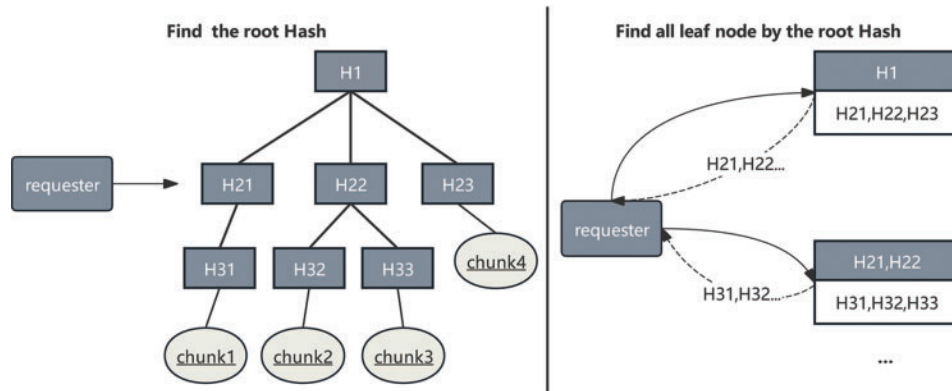 Find the root Hash
H1
requester
H21
H22
H23
H31
H32
H33
chunk4
chunk1
chunk2
chunk3
Find all leaf node by the root Hash
H1
H21,H22,H23
H21,H22...
requester
H21,H22
H31,H32...
H31,H32,H33
...